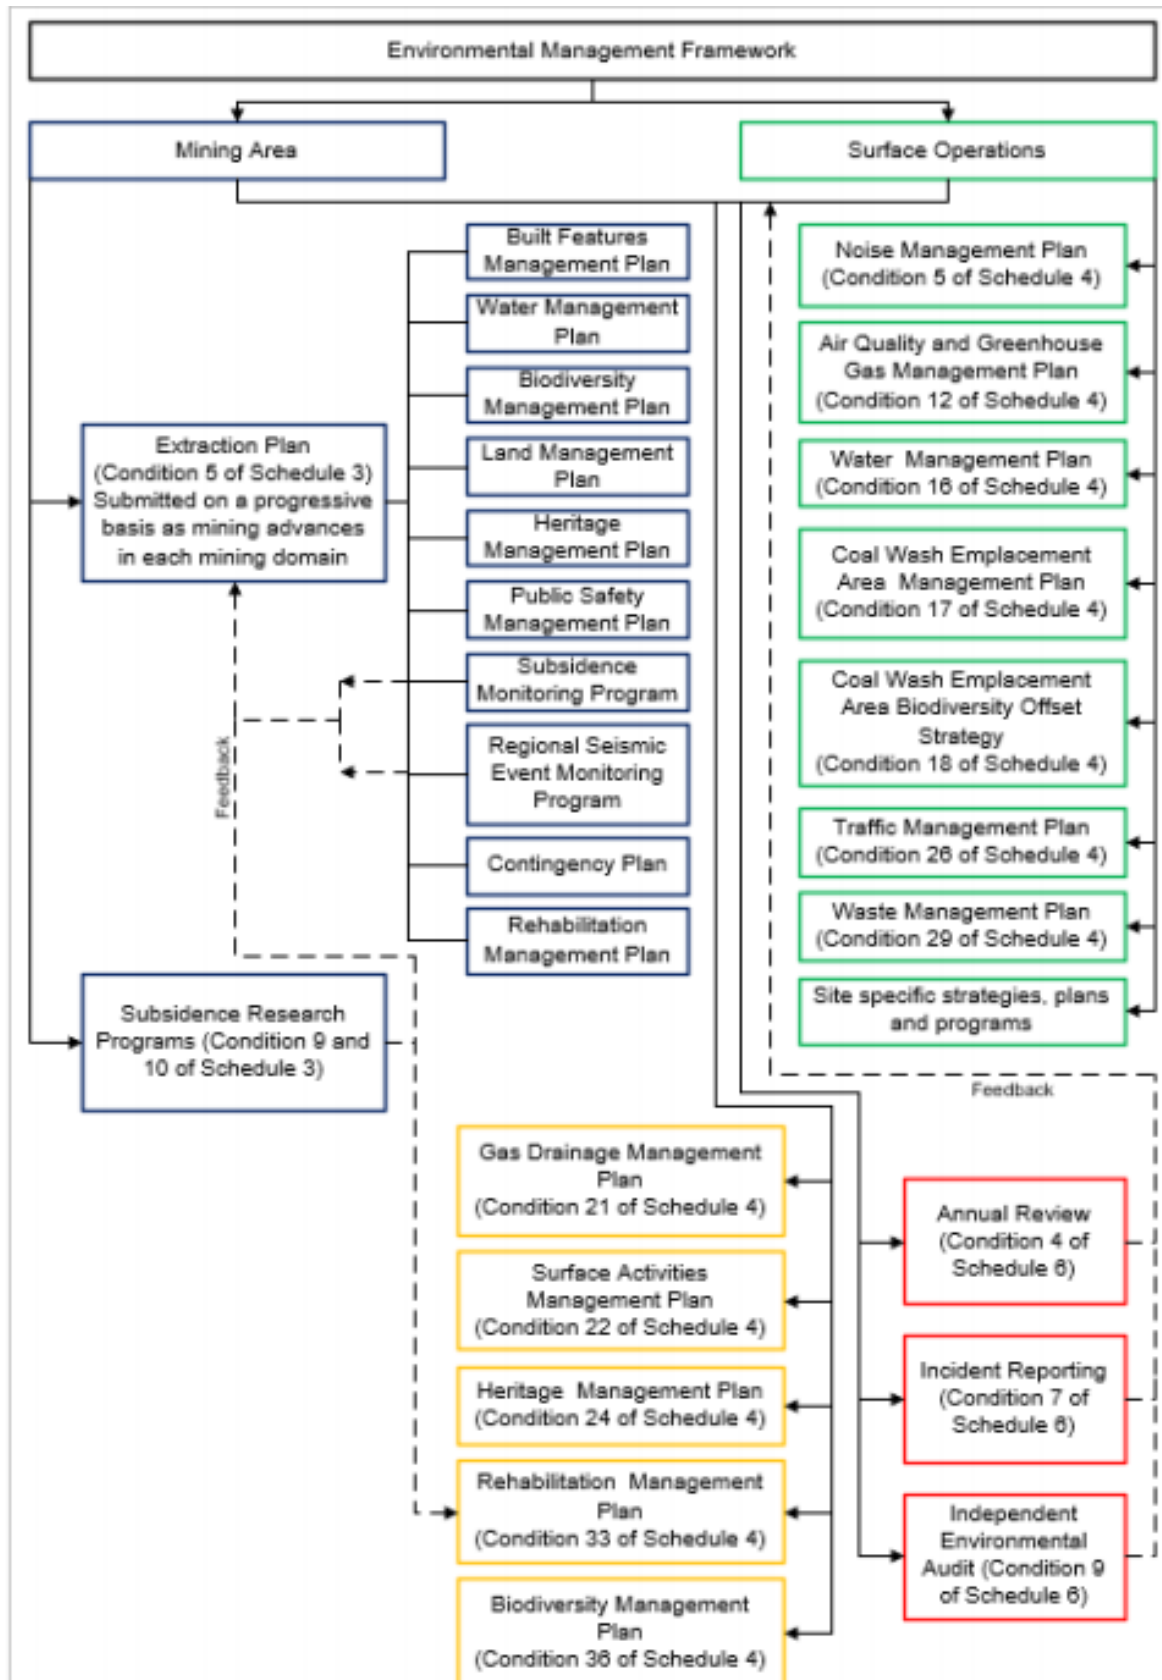 Environmental Management Framework
Mining Area
Surface Operations
Built Features
Management Plan
Water Management
Plan
Biodiversity
Management Plan
Land Management
Plan
Heritage
Management Plan
Public Safety
Management Plan
Subsidence
Monitoring Program
Regional Seismic
Event Monitoring
Program
Contingency Plan
Rehabilitation
Management Plan
Extraction Plan
(Condition 5 of Schedule 3)
Submitted on a progressive
basis as mining advances
in each mining domain
Feedback
Subsidence Research
Programs (Condition 9 and
10 of Schedule 3)
Noise Management Plan
(Condition 5 of Schedule 4)
Air Quality and Greenhouse
Gas Management Plan
(Condition 12 of Schedule 4)
Water Management Plan
(Condition 16 of Schedule 4)
Coal Wash Emplacement
Area Management Plan
(Condition 17 of Schedule 4)
Coal Wash Emplacement
Area Biodiversity Offset
Strategy
(Condition 18 of Schedule 4)
Traffic Management Plan
(Condition 26 of Schedule 4)
Waste Management Plan
(Condition 29 of Schedule 4)
Site specific strategies, plans
and programs
Feedback
Gas Drainage Management
Plan
(Condition 21 of Schedule 4)
Surface Activities
Management Plan
(Condition 22 of Schedule 4)
Heritage Management Plan
(Condition 24 of Schedule 4)
Rehabilitation Management
Plan
(Condition 33 of Schedule 4)
Biodiversity Management
Plan
(Condition 36 of Schedule 4)
Annual Review
(Condition 4 of
Schedule 6)
Incident Reporting
(Condition 7 of
Schedule 6)
Independent
Environmental
Audit (Condition 9
of Schedule 6)